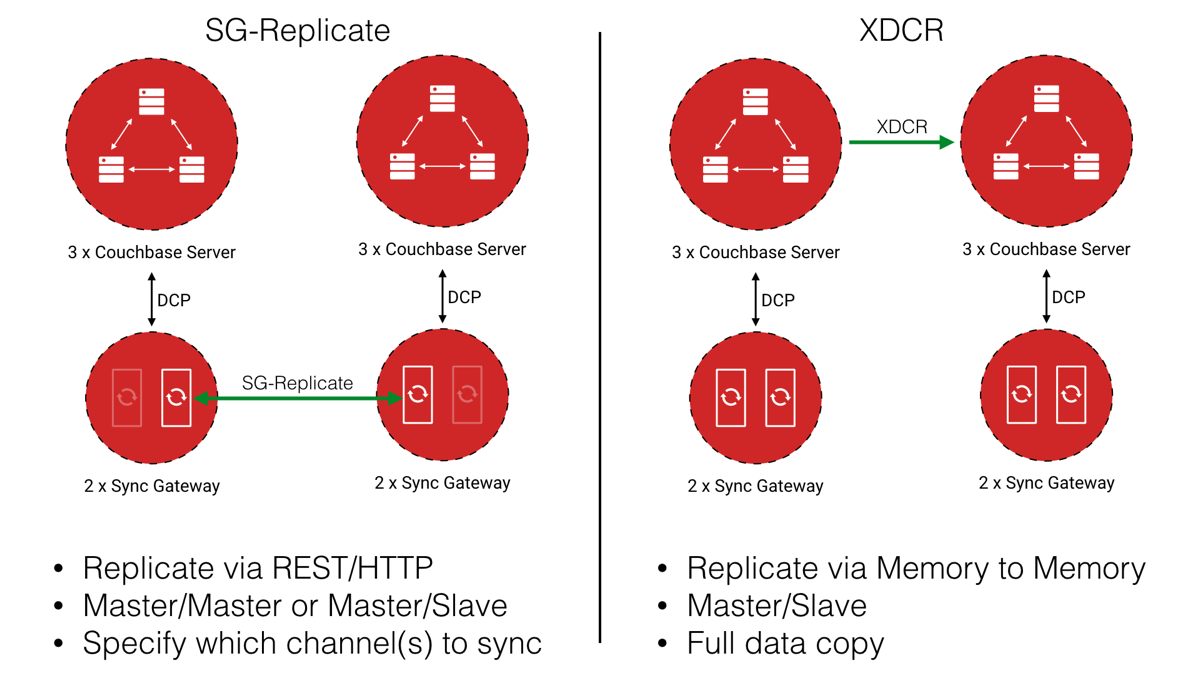 SG-Replicate
3 x Couchbase Server
3 x Couchbase Server
DCP
DCP
SG-Replicate
2 x Sync Gateway
2 x Sync Gateway
• Replicate via REST/HTTP
• Master/Master or Master/Slave
• Specify which channel(s) to sync
XDCR
XDCR
3 x Couchbase Server
3 x Couchbase Server
DCP
DCP
2 x Sync Gateway
2 x Sync Gateway
• Replicate via Memory to Memory
• Master/Slave
• Full data copy